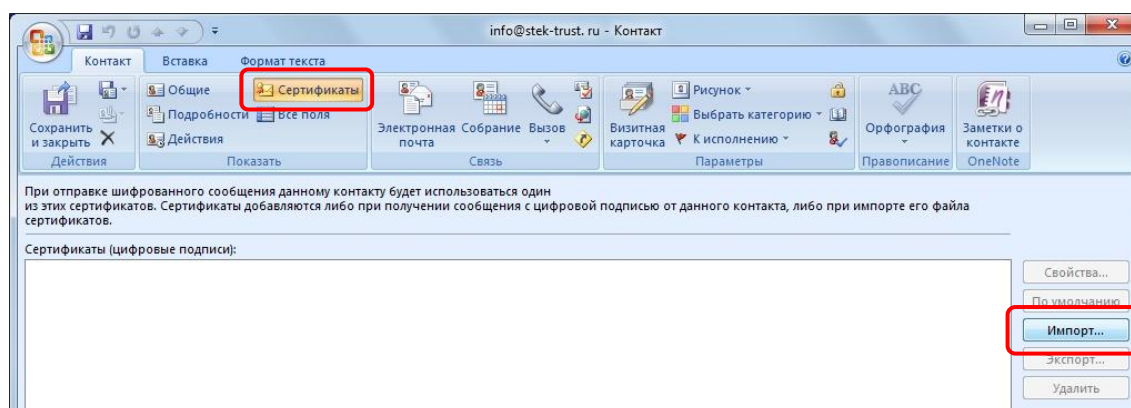 info@stek-trust. ru - Контакт
Контакт Вставка Формат текста
Общие Сертификаты Рисунок
Подробности Все поля Выбрать категорию
Сохранить и закрыть Действия Электронная почта Собрание Вызов Визитная карточка К исполнению ABC Орфография Заметки о контакте
Действия Показать Связь Параметры Правописание OneNote
При отправке шифрованного сообщения данному контакту будет использоваться один
из этих сертификатов. Сертификаты добавляются либо при получении сообщения с цифровой подписью от данного контакта, либо при импорте его файла
сертификатов.
Сертификаты (цифровые подписи):
Свойства...
По умолчанию
Импорт...
Экспорт...
Удалить